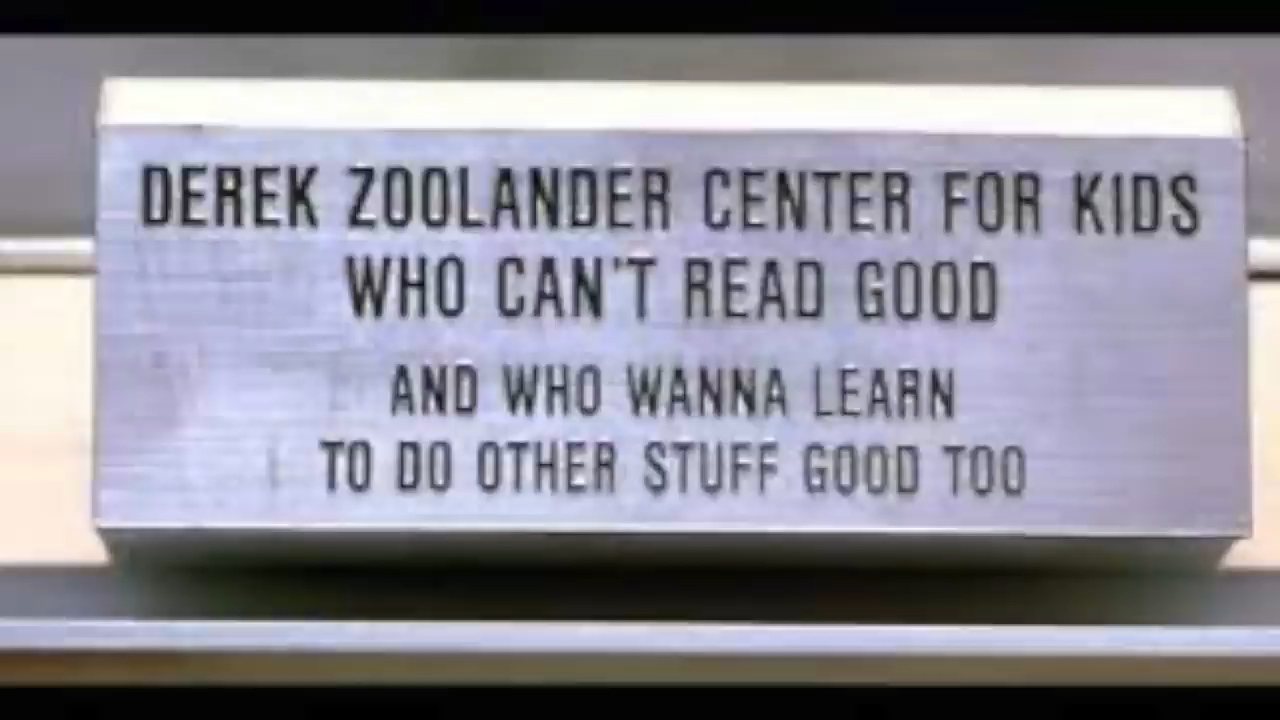 DEREK ZOOLANDER CENTER FOR KIDS
WHO CAN'T READ GOOD
AND WHO WANNA LEARN
TO DO OTHER STUFF GOOD TOO